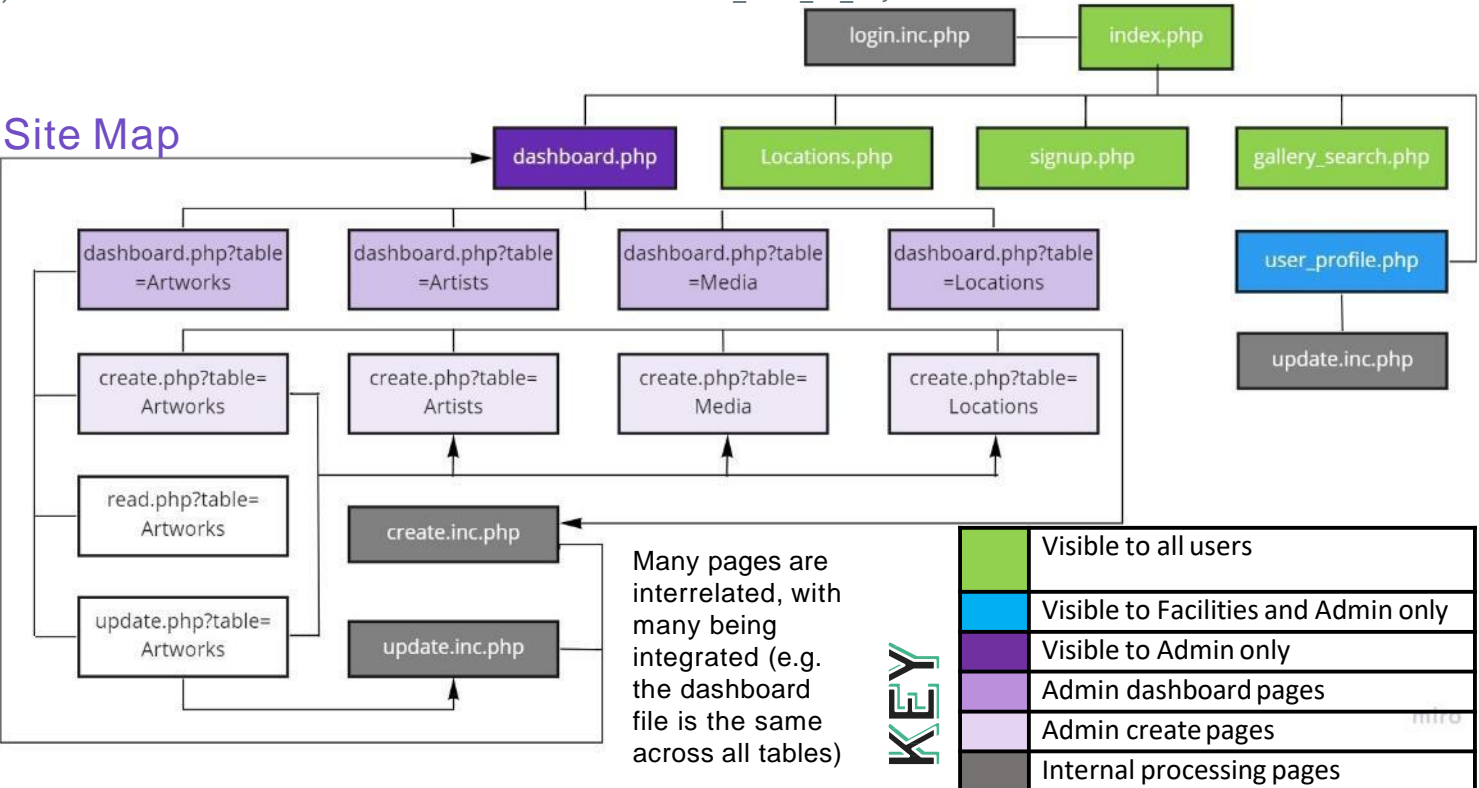 login.inc.php
index.php
Site Map
dashboard.php
Locations.php
signup.php
gallery_search.php
dashboard.php?table
=Artworks
dashboard.php?table
=Artists
dashboard.php?table
=Media
dashboard.php?table
=Locations
user_profile.php
update.inc.php
create.php?table=
Artworks
create.php?table=
Artists
create.php?table=
Media
create.php?table=
Locations
read.php?table=
Artworks
create.inc.php
update.php?table=
Artworks
update.inc.php
Many pages are
interrelated, with
many being
integrated (e.g.
the dashboard
file is the same
across all tables)
KEY
Visible to all users
Visible to Facilities and Admin only
Visible to Admin only
Admin dashboard pages
Admin create pages
Internal processing pages
miro